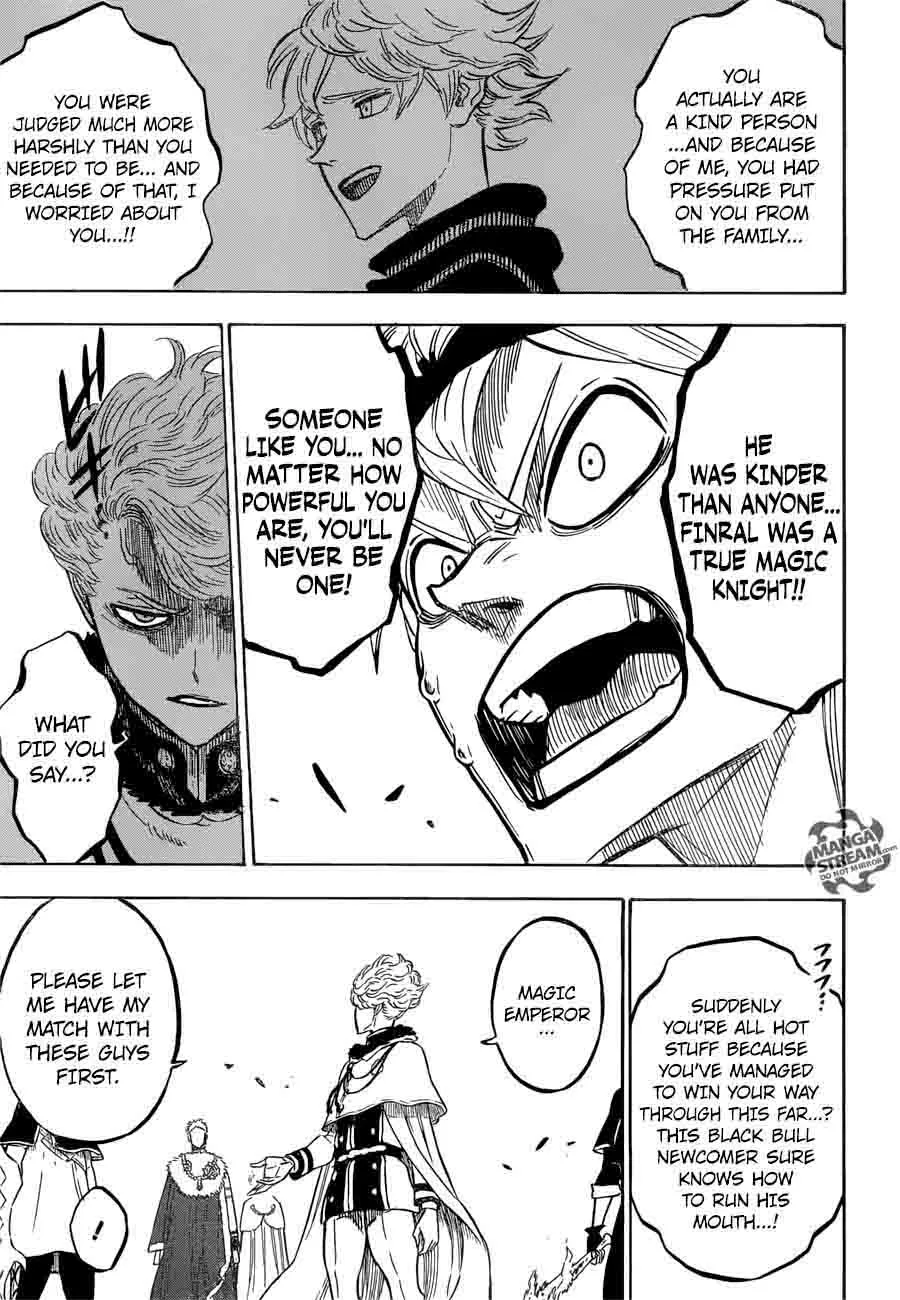 YOU
ACTUALLY ARE
A KIND PERSON
...AND BECAUSE
OF ME, YOU HAD
PRESSURE PUT
ON YOU FROM
THE FAMILY...
YOU WERE
JUDGED MUCH MORE
HARSHLY THAN YOU
NEEDED TO BE... AND
BECAUSE OF THAT, I
WORRIED ABOUT
YOU...!!
HE
WAS KINDER
THAN ANYONE...
FINRAL WAS A
TRUE MAGIC
KNIGHT!!
SOMEONE
LIKE YOU... NO
MATTER HOW
POWERFUL YOU
ARE, YOU'LL
NEVER BE
ONE!
WHAT
DID YOU
SAY...?
MANGA
STREAM.com
DO NOT MIRROR
SUDDENLY
YOU'RE ALL HOT
STUFF BECAUSE
YOU'VE MANAGED
TO WIN YOUR WAY
THROUGH THIS FAR...?
THIS BLACK BULL
NEWCOMER SURE
KNOWS HOW
TO RUN HIS
MOUTH...!
MAGIC
EMPEROR
...
PLEASE LET
ME HAVE MY
MATCH WITH
THESE GUYS
FIRST.
!